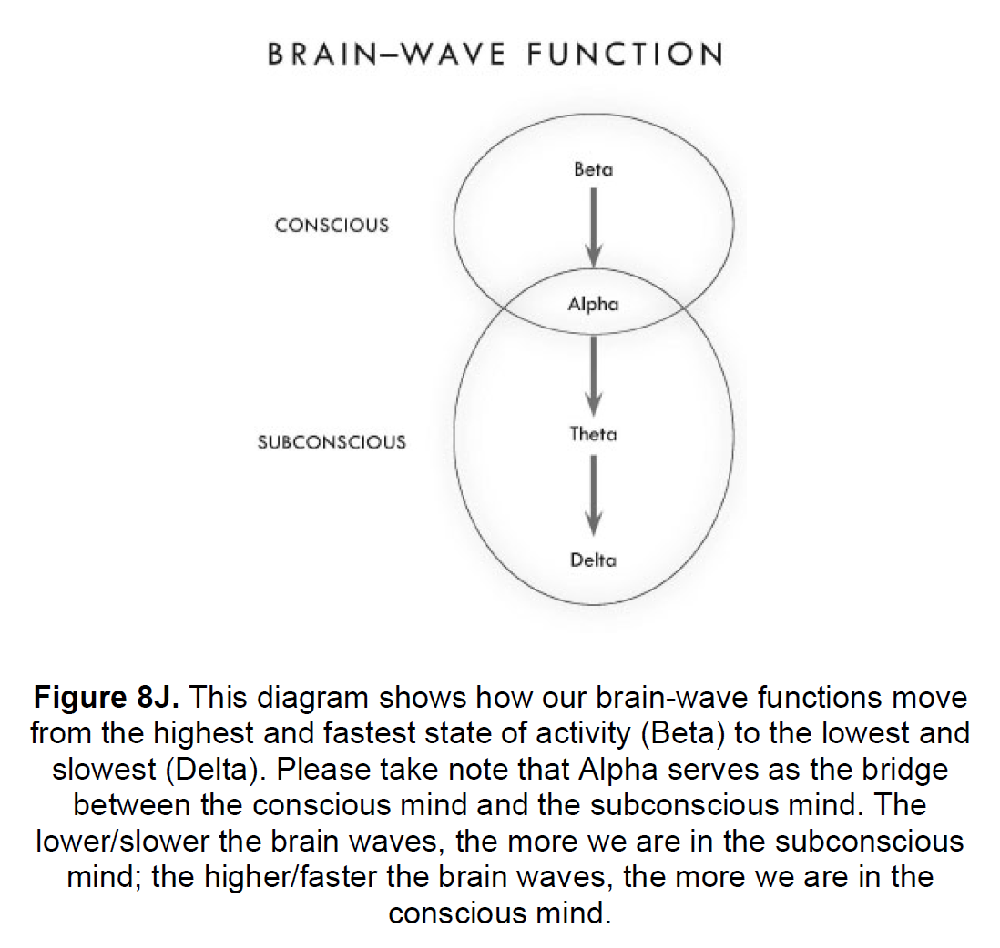 BRAIN–WAVE FUNCTION
Beta
CONSCIOUS
Alpha
Theta
SUBCONSCIOUS
Delta
Figure 8J. This diagram shows how our brain-wave functions move
from the highest and fastest state of activity (Beta) to the lowest and
slowest (Delta). Please take note that Alpha serves as the bridge
between the conscious mind and the subconscious mind. The
lower/slower the brain waves, the more we are in the subconscious
mind; the higher/faster the brain waves, the more we are in the
conscious mind.